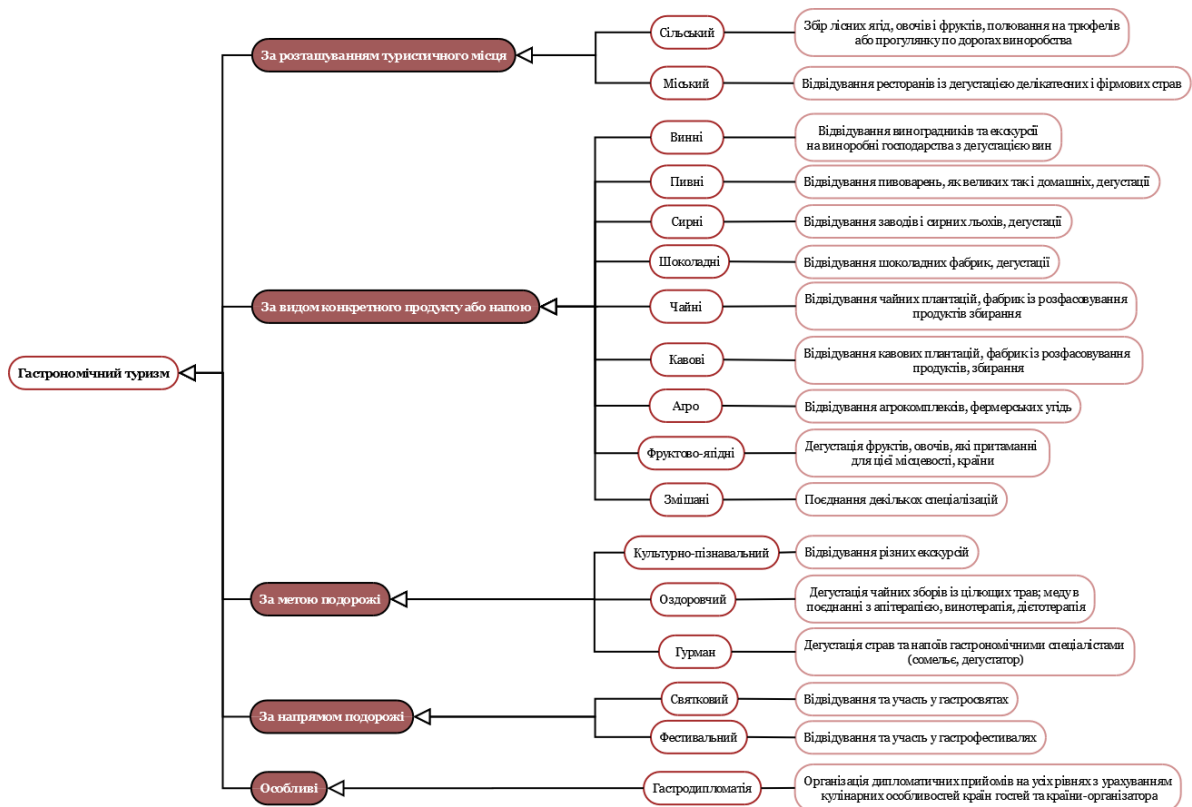 Гастрономічний туризм
За розташуванням туристичного місця
Сільський
Збір лісних ягід, овочів і фруктів, полювання на трюфелів
або прогулянку по дорогах виноробства
Міський
Відвідування ресторанів із дегустацією делікатесних і фірмових страв
За видом конкретного продукту або напою
Винні
Відвідування виноградників та екскурсії
на виноробні господарства з дегустацією вин
Пивні
Відвідування пивоварень, як великих так і домашніх, дегустації
Сирні
Відвідування заводів і сирних льохів, дегустації
Шоколадні
Відвідування шоколадних фабрик, дегустації
Чайні
Відвідування чайних плантацій, фабрик із розфасовування
продуктів збирання
Кавові
Відвідування кавових плантацій, фабрик із розфасовування
продуктів, збирання
Агро
Відвідування агрокомплексів, фермерських угідь
Фруктово-ягідні
Дегустація фруктів, овочів, які притаманні
для цієї місцевості, країни
Змішані
Поєднання декількох спеціалізацій
За метою подорожі
Культурно-пізнавальний
Відвідування різних екскурсій
Оздоровчий
Дегустація чайних зборів із цілющих трав; меду в
поєднанні з апітерапією, винотерапія, дієтотерапія
Гурман
Дегустація страв та напоїв гастрономічними спеціалістами
(сомельє, дегустатор)
За напрямом подорожі
Святковий
Відвідування та участь у гастросвятах
Фестивальний
Відвідування та участь у гастрофестивалях
Особливі
Гастродипломатія
Організація дипломатичних прийомів на усіх рівнях з урахуванням
кулінарних особливостей країн гостей та країни-організатора